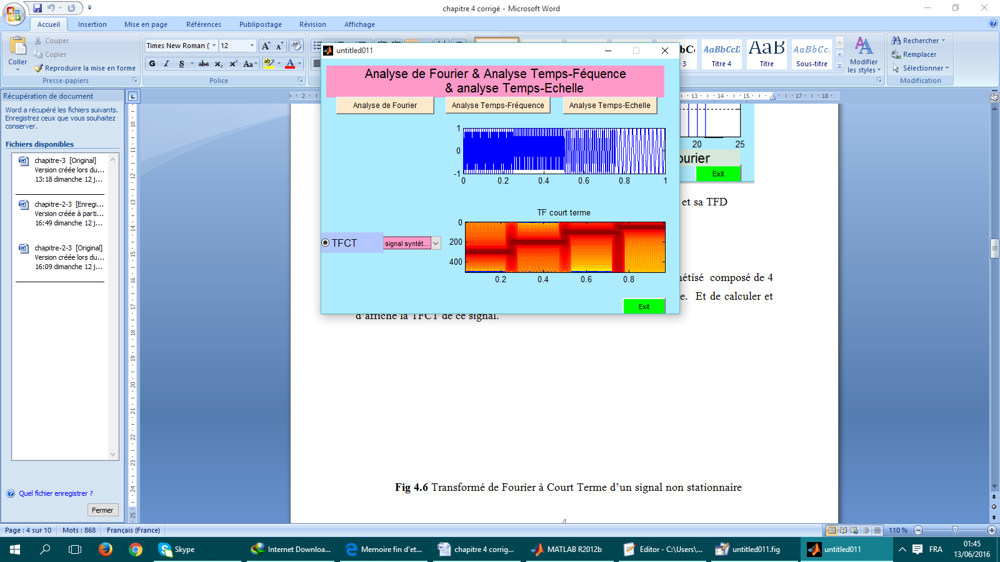 chapitre 4 corrigé - Microsoft Word
Accueil Insertion Mise en page Références Publipostage Révision Affichage
Coller
Couper
Copier
Reproduire la mise en forme
Presse-papiers
Times New Roman ( 12
G I S abc X₂ X² Aa
Police
3
AaBbCcD
Titre 4
AaB
Titre
AaBbCc.
Sous-titre
Modifier
les styles
Rechercher
Remplacer
Sélectionner
Modification
Récupération de document
Word a récupéré les fichiers suivants.
Enregistrez ceux que vous souhaitez
conserver.
Fichiers disponibles
chapitre-3 [Original]
Version créée lors du...
13:18 dimanche 12 j...
chapitre-2-3 [Enregi...
Version créée à parti...
16:49 dimanche 12 j...
chapitre-2-3 [Original]
Version créée lors du...
16:09 dimanche 12 j...
Quel fichier enregistrer ?
Fermer
untitled011
Analyse de Fourier & Analyse Temps-Féquence
& analyse Temps-Echelle
Analyse de Fourier Analyse Temps-Fréquence Analyse Temps-Echelle
1
0
-1
0 0.2 0.4 0.6 0.8 1
TF court terme
0
200
400
0.2 0.4 0.6 0.8
TFCT signal syntét...
Exit
20 25
ourier
Exit
et sa TFD
nétisé composé de 4
e. Et de calculer et
d'affiche la TFCT de ce signal.
Fig 4.6 Transformé de Fourier à Court Terme d'un signal non stationnaire
4
Page : 4 sur 10 Mots : 868 Français (France) 110 %
Skype Internet Downloa... Memoire fin d'et... chapitre 4 corrig... MATLAB R2012b Editor - C:\Users\... untitled011.fig untitled011 FRA
01:45
13/06/2016